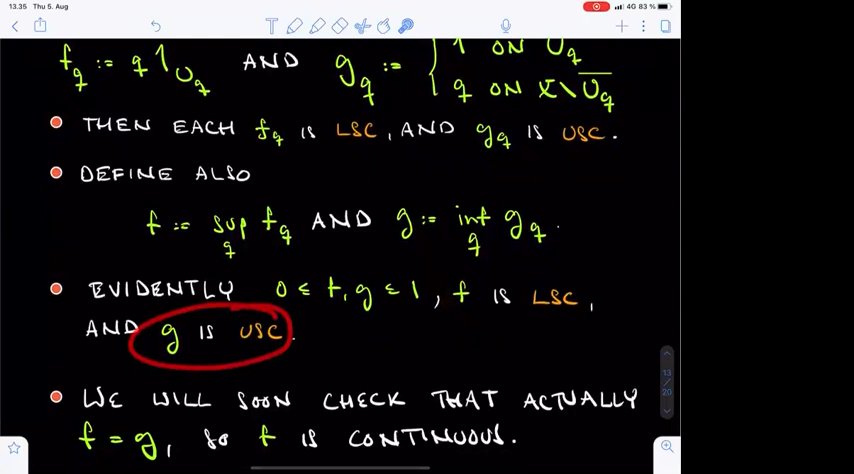 13.35 Thu 5. Aug
4G 83 %
f_q := q 1_{U_q} AND g_q := { 1 ON U_q
q ON X\U̅_q
THEN EACH f_q IS LSC, AND g_q IS USC.
DEFINE ALSO
f := sup_q f_q AND g := inf_q g_q.
EVIDENTLY 0 ≤ f, g ≤ 1, f IS LSC,
AND g IS USC.
WE WILL SOON CHECK THAT ACTUALLY
f = g, SO f IS CONTINUOUS.
13
20